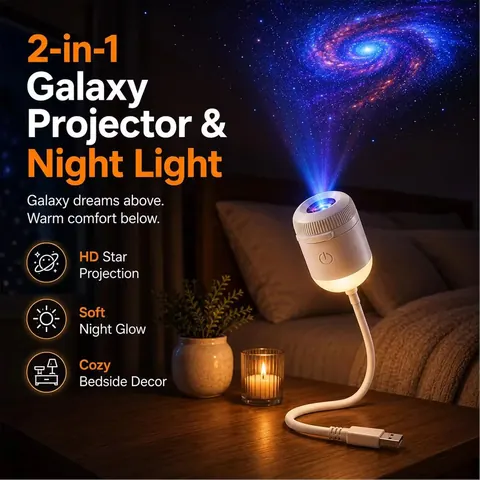 2-in-1
Galaxy
Projector &
Night Light
Galaxy dreams above.
Warm comfort below.
HD Star
Projection
Soft
Night Glow
Cozy
Bedside Decor